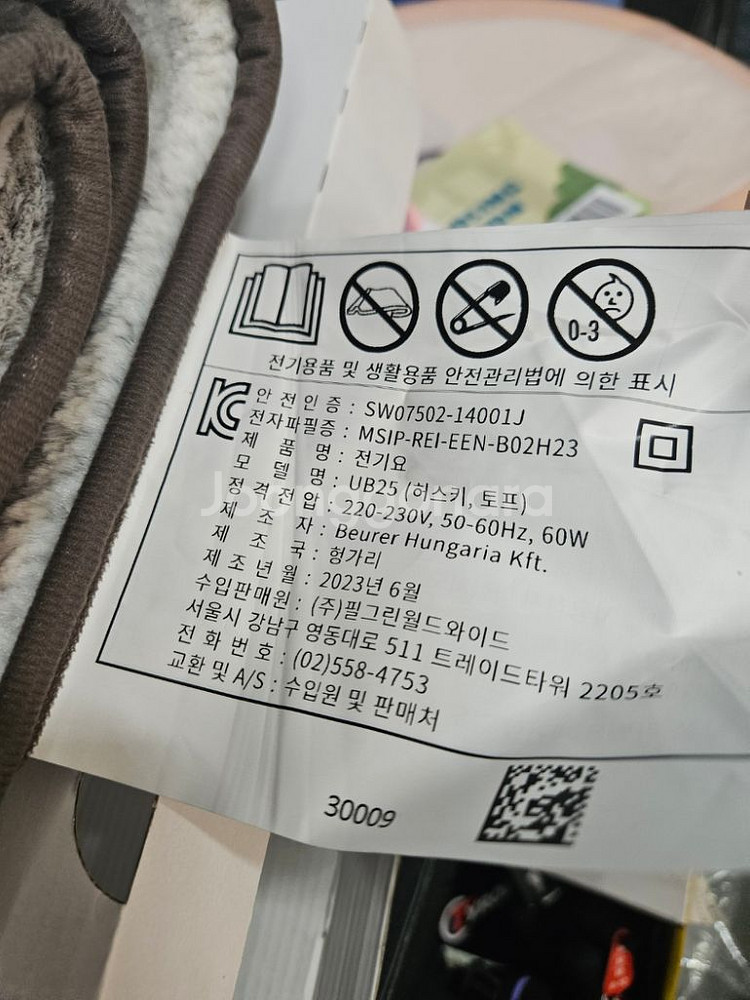 0-3
전기용품 및 생활용품 안전관리법에 의한 표시
안전인증 : SW07502-14001J
전자파필증 : MSIP-REI-EEN-B02H23
제품명 : 전기요
모델명 : UB25 (허스키, 토프)
정격전압 : 220-230V, 50-60Hz, 60W
제조자 : Beurer Hungaria Kft.
제조국 : 헝가리
제조년월 : 2023년 6월
수입판매원 : (주)필그린월드와이드
서울시 강남구 영동대로 511 트레이드타워 2205호
전화번호 : (02)558-4753
교환 및 A/S : 수입원 및 판매처
30009
Joonggonara